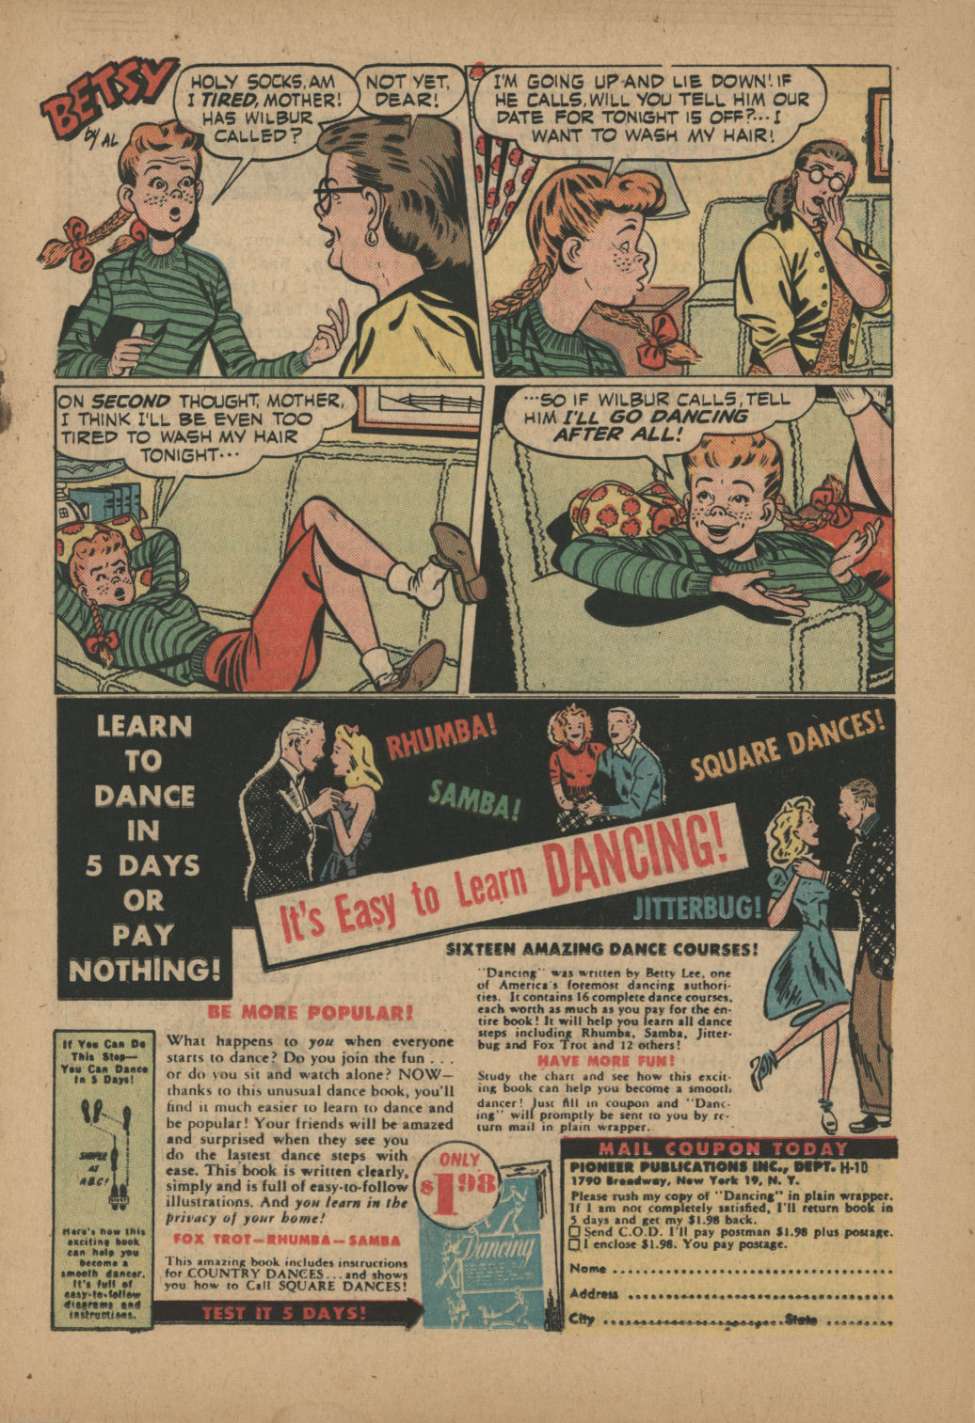 BETSY
by AL
HOLY SOCKS, AM
I TIRED, MOTHER!
HAS WILBUR
CALLED?
NOT YET,
DEAR!
I'M GOING UP AND LIE DOWN! IF
HE CALLS, WILL YOU TELL HIM OUR
DATE FOR TONIGHT IS OFF?... I
WANT TO WASH MY HAIR!
ON SECOND THOUGHT, MOTHER,
I THINK I'LL BE EVEN TOO
TIRED TO WASH MY HAIR
TONIGHT...
...SO IF WILBUR CALLS, TELL
HIM I'LL GO DANCING
AFTER ALL!
LEARN
TO
DANCE
IN
5 DAYS
OR
PAY
NOTHING!
RHUMBA!
SAMBA!
SQUARE DANCES!
It's Easy to Learn DANCING!
JITTERBUG!
SIXTEEN AMAZING DANCE COURSES!
"Dancing" was written by Betty Lee, one
of America's foremost dancing authori-
ties. It contains 16 complete dance courses,
each worth as much as you pay for the en-
tire book! It will help you learn all dance
steps including Rhumba, Samba, Jitter-
bug and Fox Trot and 12 others!
HAVE MORE FUN!
Study the chart and see how this excit-
ing book can help you become a smooth
dancer! Just fill in coupon and "Danc-
ing" will promptly be sent to you by re-
turn mail in plain wrapper.
BE MORE POPULAR!
What happens to you when everyone
starts to dance? Do you join the fun . . .
or do you sit and watch alone? NOW—
thanks to this unusual dance book, you'll
find it much easier to learn to dance and
be popular! Your friends will be amazed
and surprised when they see you
do the lastest dance steps with
ease. This book is written clearly,
simply and is full of easy-to-follow
illustrations. And you learn in the
privacy of your home!
FOX TROT—RHUMBA—SAMBA
This amazing book includes instructions
for COUNTRY DANCES... and shows
you how to Call SQUARE DANCES!
TEST IT 5 DAYS!
If You Can Do
This Step—
You Can Dance
in 5 Days!
SIMPLE
AS
A B C!
Here's how this
exciting book
can help you
become a
smooth dancer.
It's full of
easy-to-follow
diagrams and
instructions.
ONLY
$1.98
Dancing
MAIL COUPON TODAY
PIONEER PUBLICATIONS INC., DEPT. H-10
1790 Broadway, New York 19, N. Y.
Please rush my copy of "Dancing" in plain wrapper.
If I am not completely satisfied, I'll return book in
5 days and get my $1.98 back.
Send C.O.D. I'll pay postman $1.98 plus postage.
I enclose $1.98. You pay postage.
Name
Address
City State